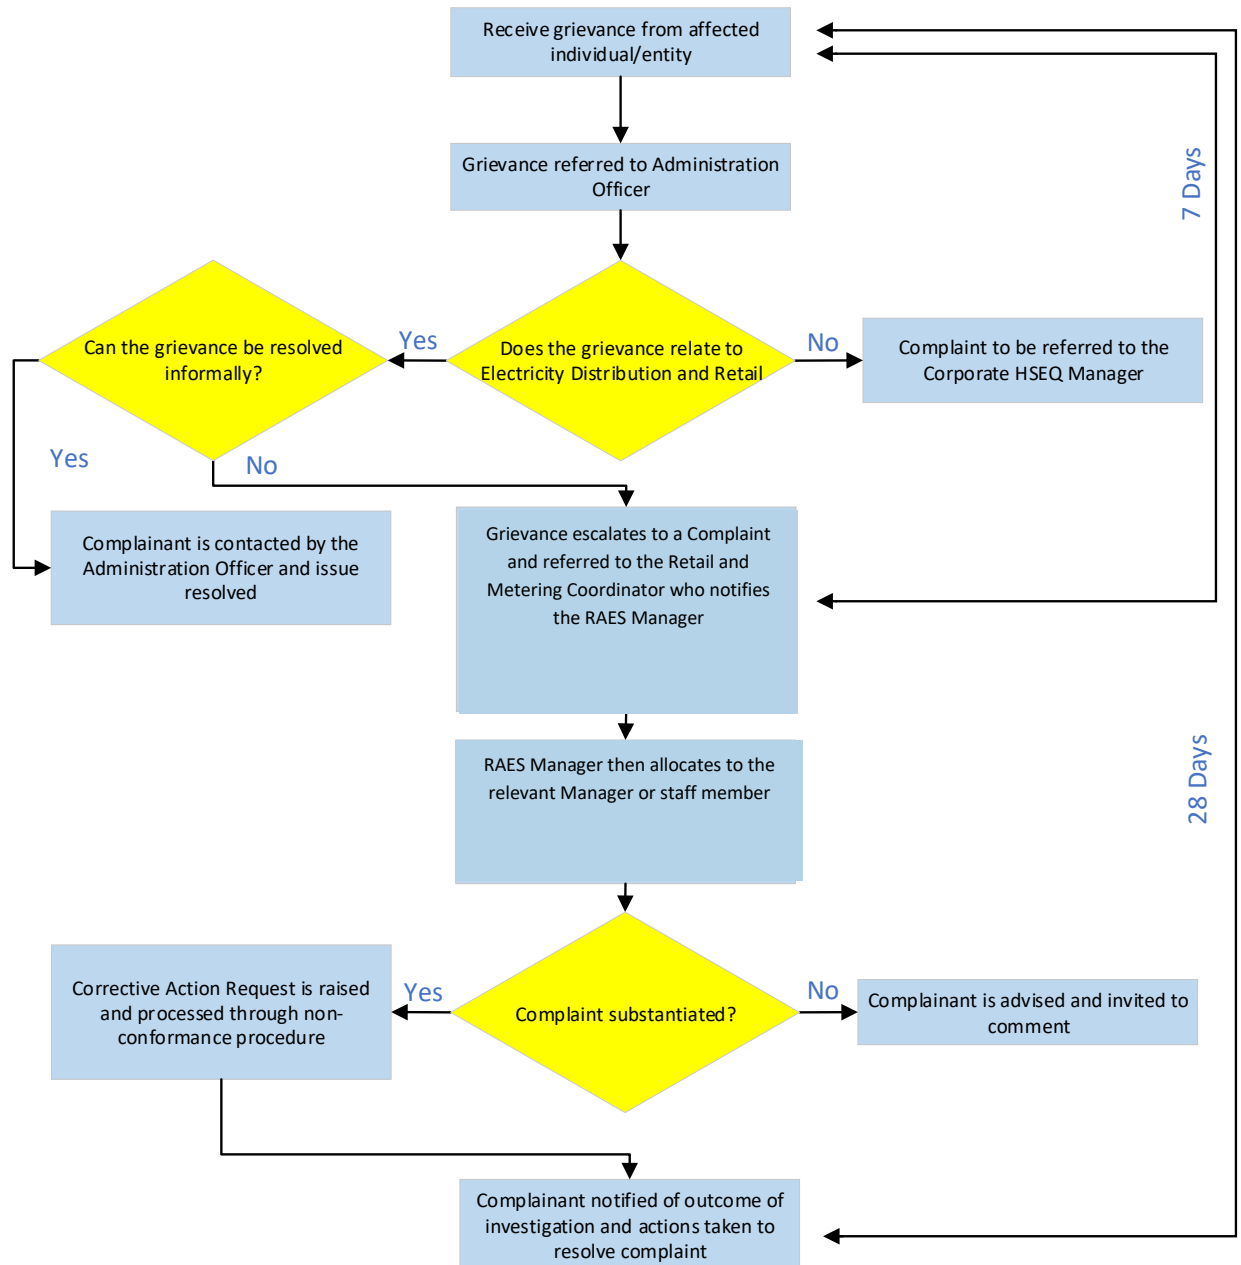 Receive grievance from affected
individual/entity
Grievance referred to Administration
Officer
7 Days
Can the grievance be resolved
informally?
Yes
Does the grievance relate to
Electricity Distribution and Retail
No
Complaint to be referred to the
Corporate HSEQ Manager
Yes
No
Complainant is contacted by the
Administration Officer and issue
resolved
Grievance escalates to a Complaint
and referred to the Retail and
Metering Coordinator who notifies
the RAES Manager
RAES Manager then allocates to the
relevant Manager or staff member
28 Days
Corrective Action Request is raised
and processed through non-
conformance procedure
Yes
Complaint substantiated?
No
Complainant is advised and invited to
comment
Complainant notified of outcome of
investigation and actions taken to
resolve complaint